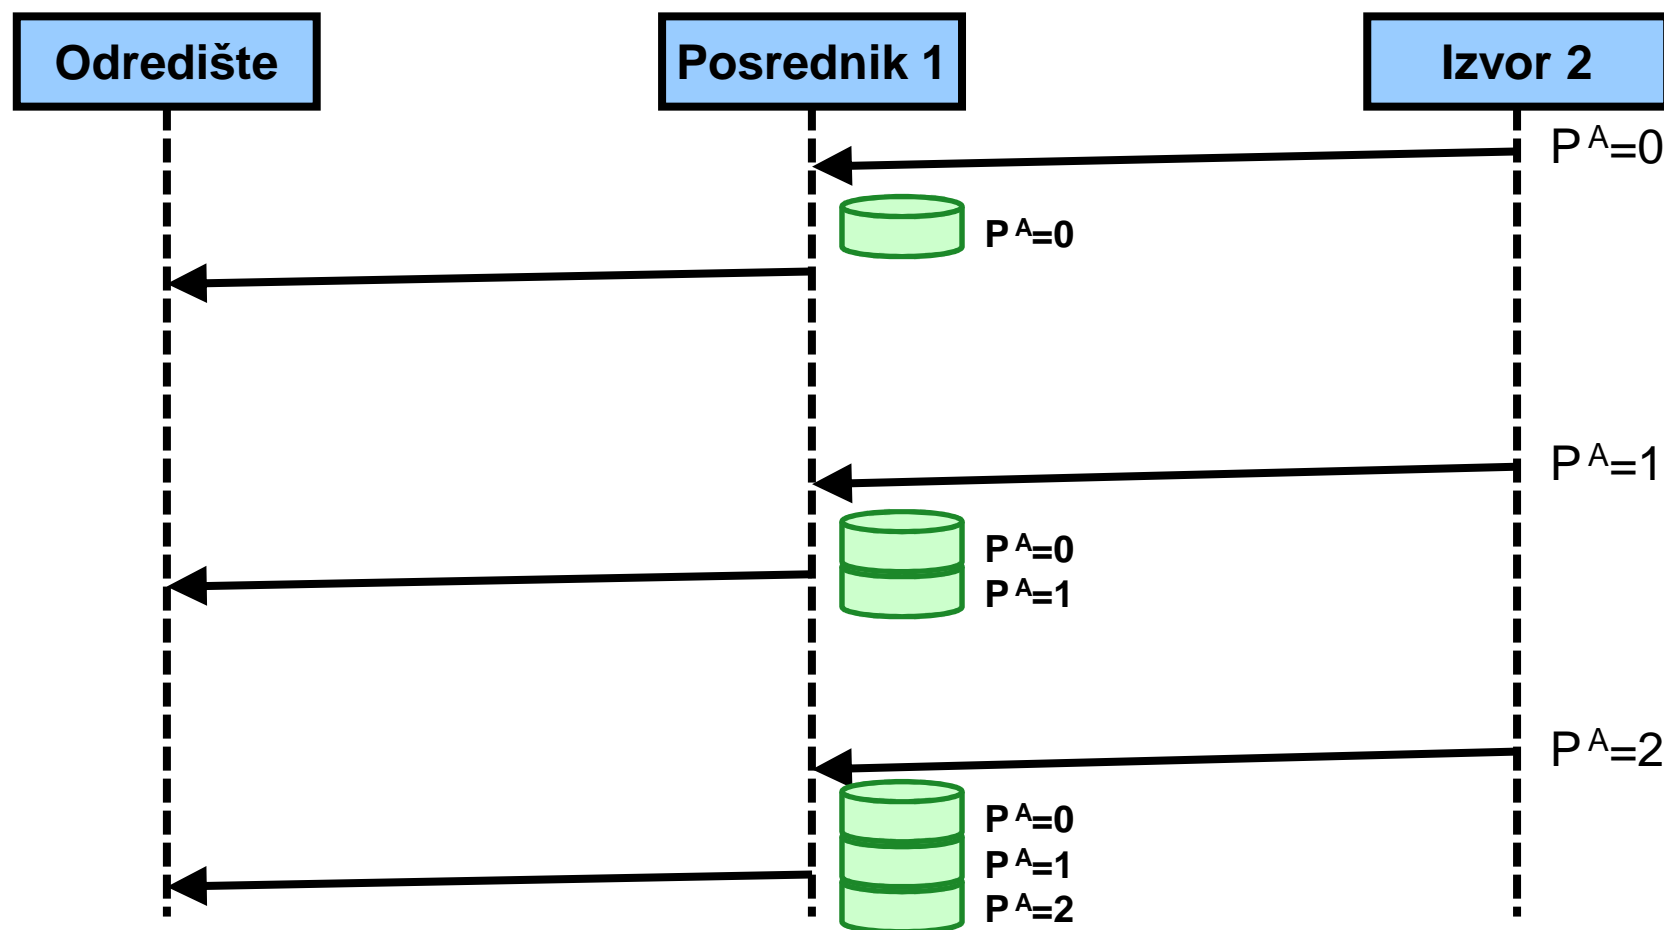 Odredište
Posrednik 1
Izvor 2
P A=0
P A=0
P A=1
P A=0
P A=1
P A=2
P A=0
P A=1
P A=2